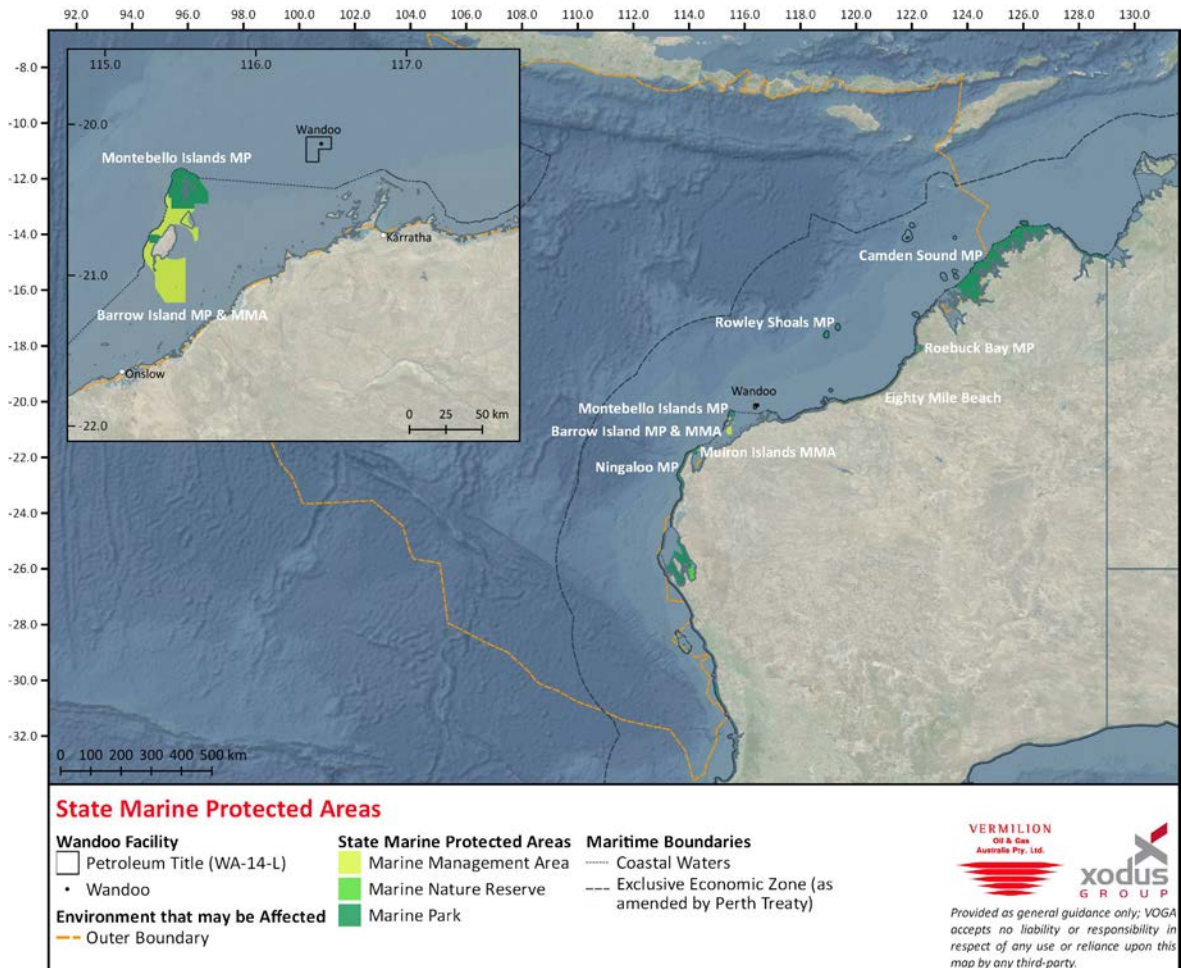 92.0 94.0 96.0 98.0 100.0 102.0 104.0 106.0 108.0 110.0 112.0 114.0 116.0 118.0 120.0 122.0 124.0 126.0 128.0 130.0
-8.0
-10.0
-12.0
-14.0
-16.0
-18.0
-20.0
-22.0
-24.0
-26.0
-28.0
-30.0
-32.0
115.0 116.0 117.0
-20.0
-21.0
-22.0
Wandoo
Montebello Islands MP
Karratha
Barrow Island MP & MMA
Onslow
0 25 50 km
Camden Sound MP
Rowley Shoals MP
Roebuck Bay MP
Wandoo
Eighty Mile Beach
Montebello Islands MP
Barrow Island MP & MMA
Muiron Islands MMA
Ningaloo MP
0 100 200 300 400 500 km
State Marine Protected Areas
Wandoo Facility
Petroleum Title (WA-14-L)
Wandoo
Environment that may be Affected
Outer Boundary
State Marine Protected Areas
Marine Management Area
Marine Nature Reserve
Marine Park
Maritime Boundaries
Coastal Waters
Exclusive Economic Zone (as
amended by Perth Treaty)
VERMILION
Oil & Gas
Australia Pty. Ltd.
xodus
GROUP
Provided as general guidance only; VOGA
accepts no liability or responsibility in
respect of any use or reliance upon this
map by any third-party.